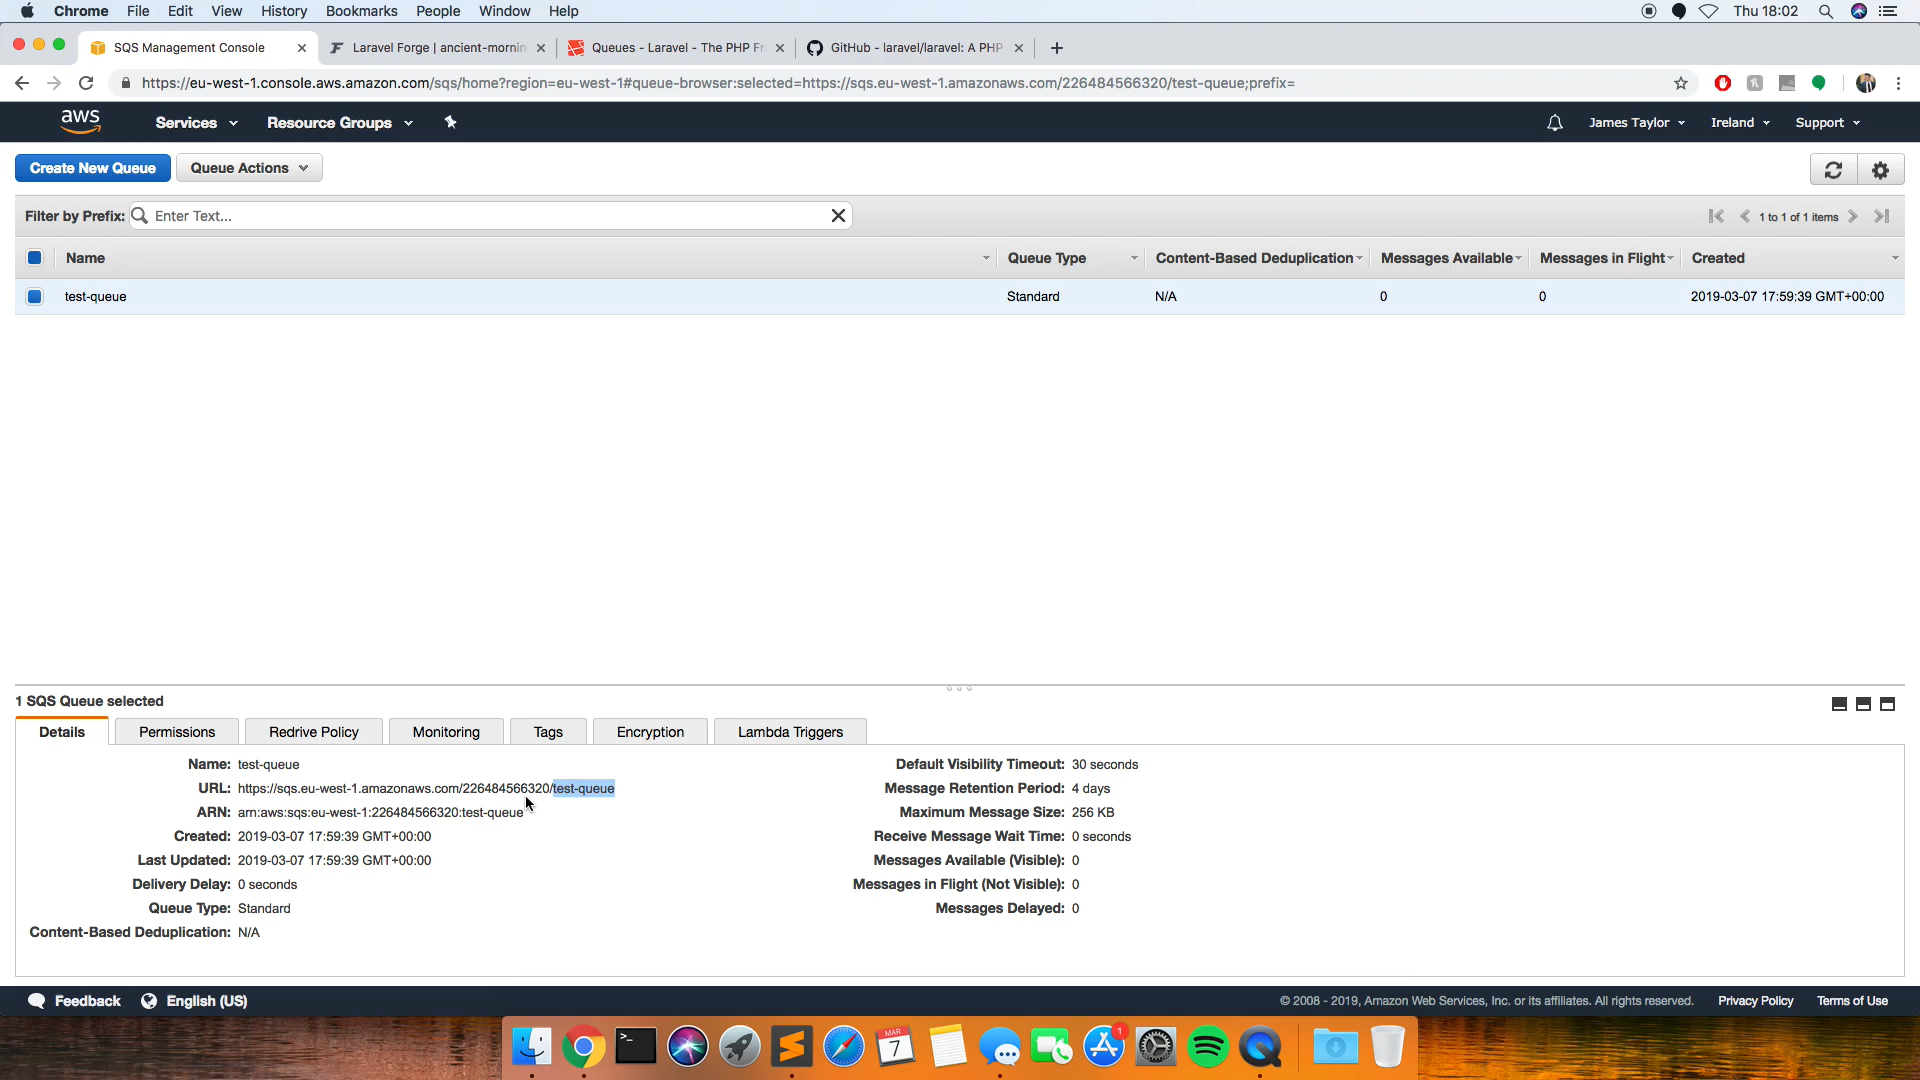 Chrome File Edit View History Bookmarks People Window Help Thu 18:02
SQS Management Console
Laravel Forge | ancient-mornin
Queues - Laravel - The PHP Fr
GitHub - laravel/laravel: A PHP
https://eu-west-1.console.aws.amazon.com/sqs/home?region=eu-west-1#queue-browser:selected=https://sqs.eu-west-1.amazonaws.com/226484566320/test-queue;prefix=
aws Services Resource Groups James Taylor Ireland Support
Create New Queue Queue Actions
Filter by Prefix: Enter Text... 1 to 1 of 1 items
Name Queue Type Content-Based Deduplication Messages Available Messages in Flight Created
test-queue Standard N/A 0 0 2019-03-07 17:59:39 GMT+00:00
1 SQS Queue selected
Details Permissions Redrive Policy Monitoring Tags Encryption Lambda Triggers
Name: test-queue
URL: https://sqs.eu-west-1.amazonaws.com/226484566320/test-queue
ARN: arn:aws:sqs:eu-west-1:226484566320:test-queue
Created: 2019-03-07 17:59:39 GMT+00:00
Last Updated: 2019-03-07 17:59:39 GMT+00:00
Delivery Delay: 0 seconds
Queue Type: Standard
Content-Based Deduplication: N/A
Default Visibility Timeout: 30 seconds
Message Retention Period: 4 days
Maximum Message Size: 256 KB
Receive Message Wait Time: 0 seconds
Messages Available (Visible): 0
Messages in Flight (Not Visible): 0
Messages Delayed: 0
Feedback English (US) © 2008 - 2019, Amazon Web Services, Inc. or its affiliates. All rights reserved. Privacy Policy Terms of Use
MAR
7
1